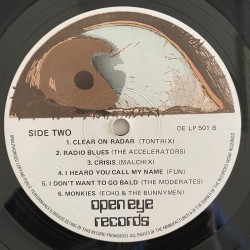 SIDE TWO
OE LP 501 B
1. CLEAR ON RADAR (TONTRIX)
2. RADIO BLUES (THE ACCELERATORS)
3. CRISIS (MALCHIX)
4. I HEARD YOU CALL MY NAME (FUN)
5. I DON'T WANT TO GO BALD (THE MODERATES)
6. MONKIES (ECHO & THE BUNNYMEN)
open eye
records